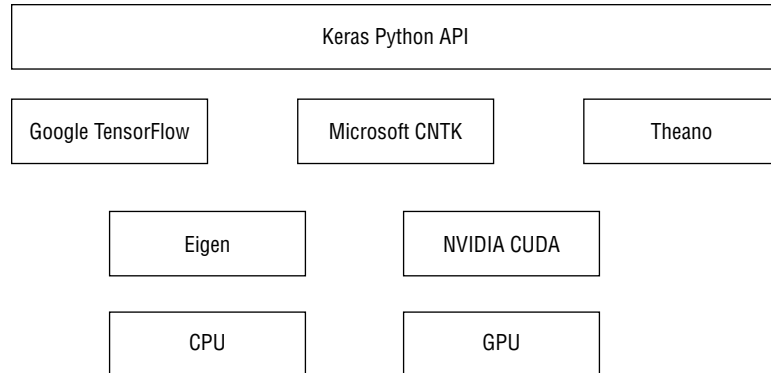 Keras Python API
Google TensorFlow
Microsoft CNTK
Theano
Eigen
NVIDIA CUDA
CPU
GPU